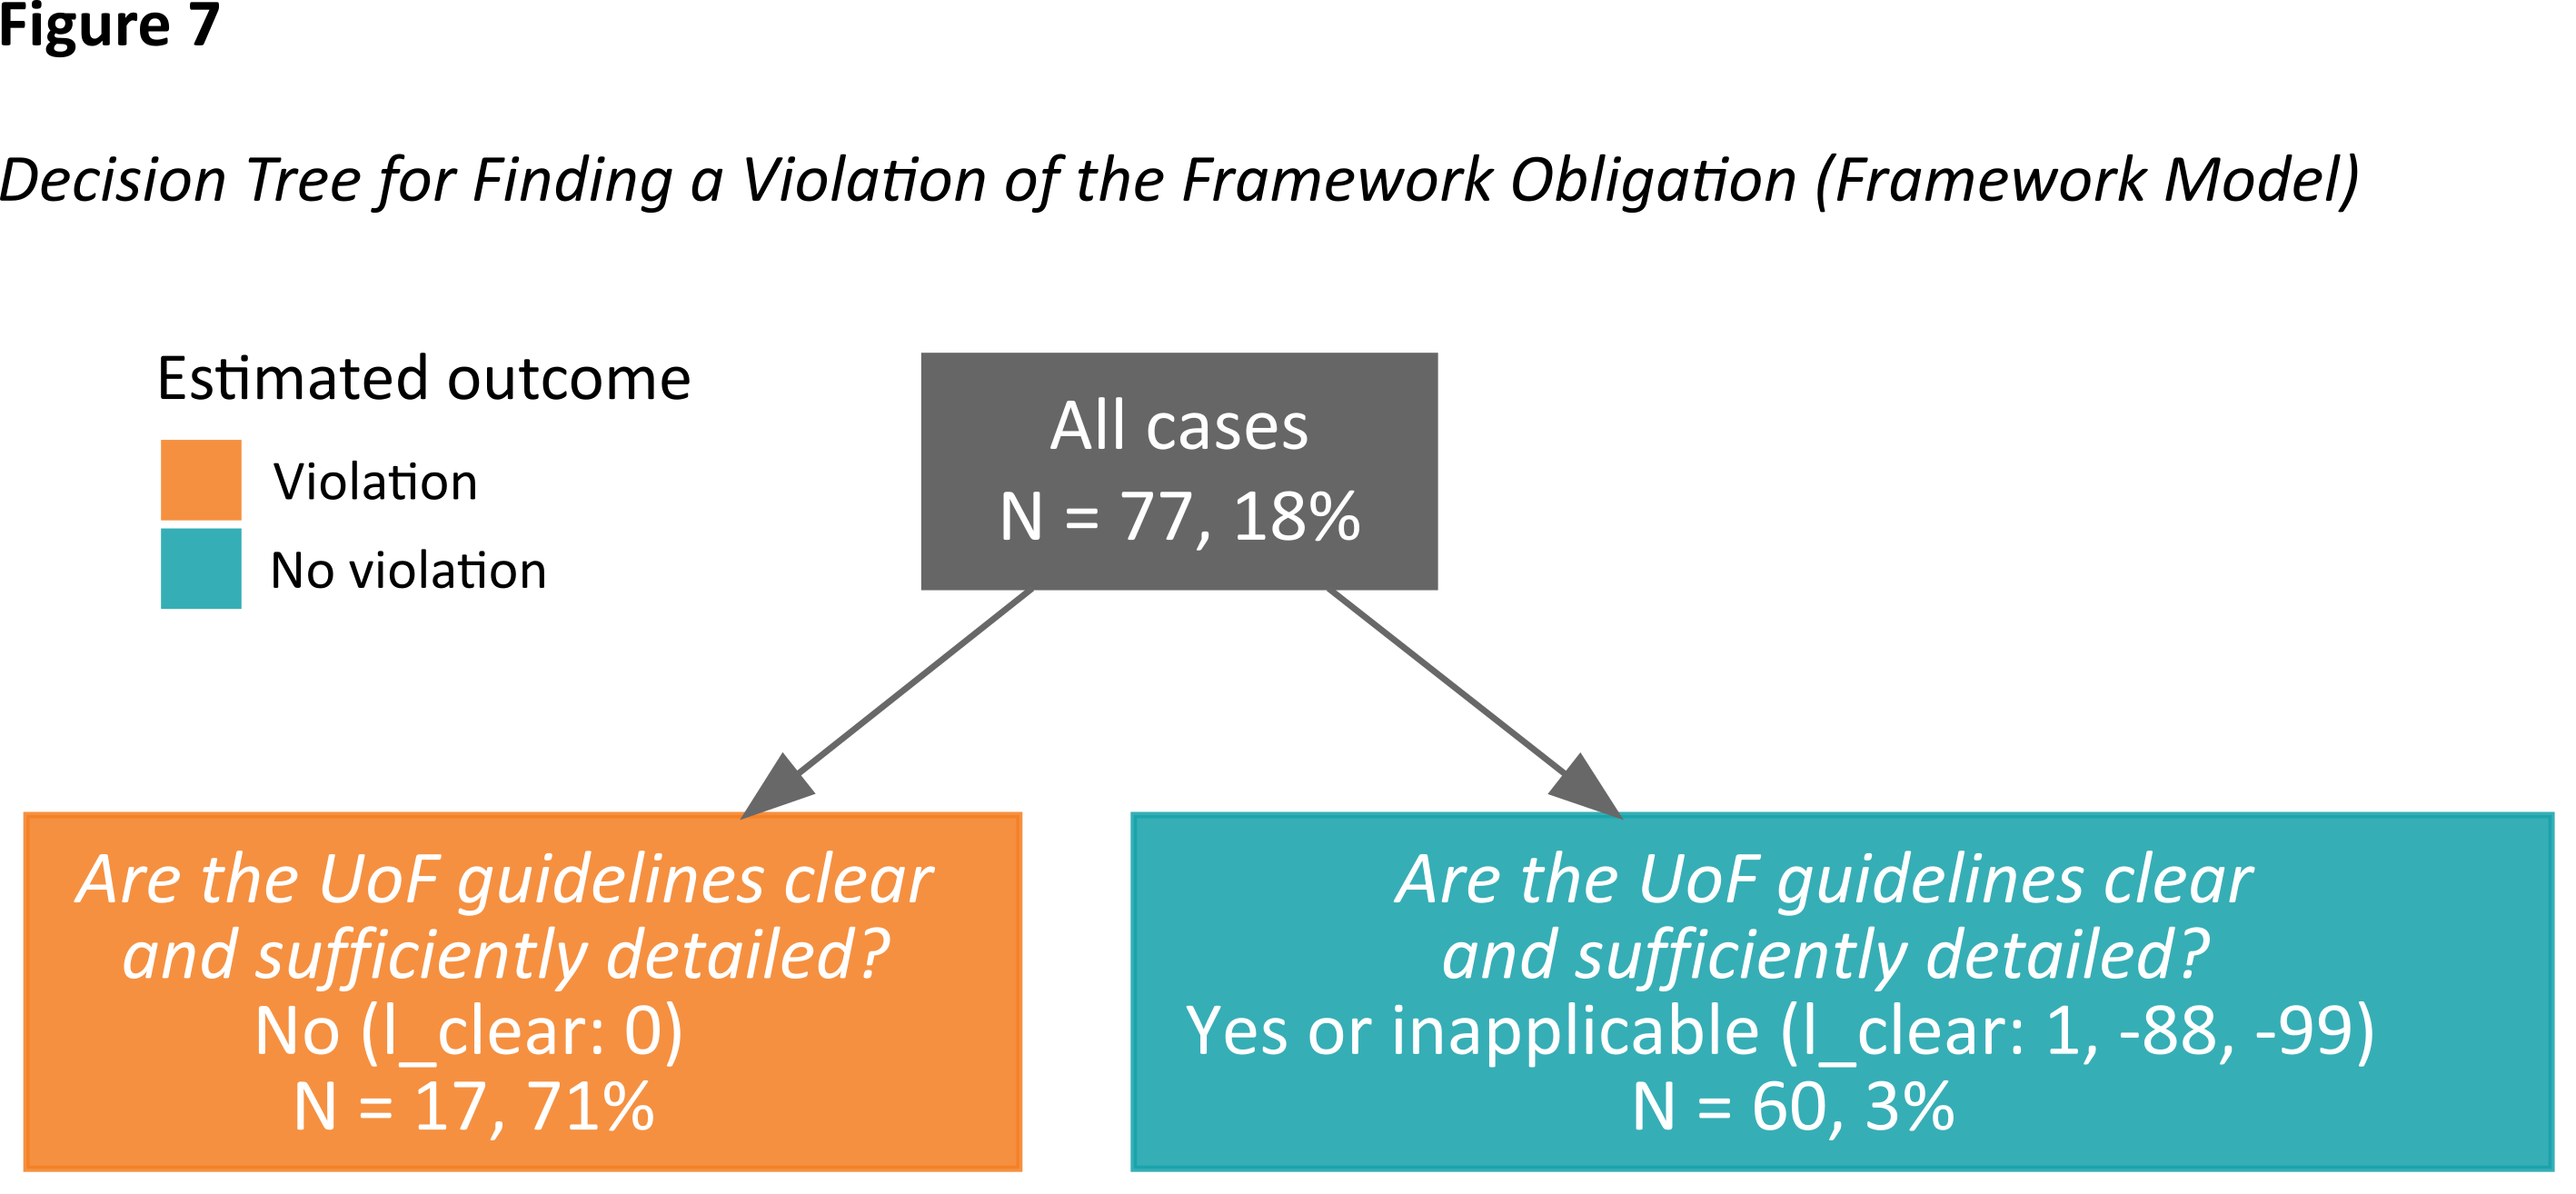 Figure 7
Decision Tree for Finding a Violation of the Framework Obligation (Framework Model)
Estimated outcome
Violation
No violation
All cases
N = 77, 18%
Are the UoF guidelines clear
and sufficiently detailed?
No (l_clear: 0)
N = 17, 71%
Are the UoF guidelines clear
and sufficiently detailed?
Yes or inapplicable (l_clear: 1, -88, -99)
N = 60, 3%